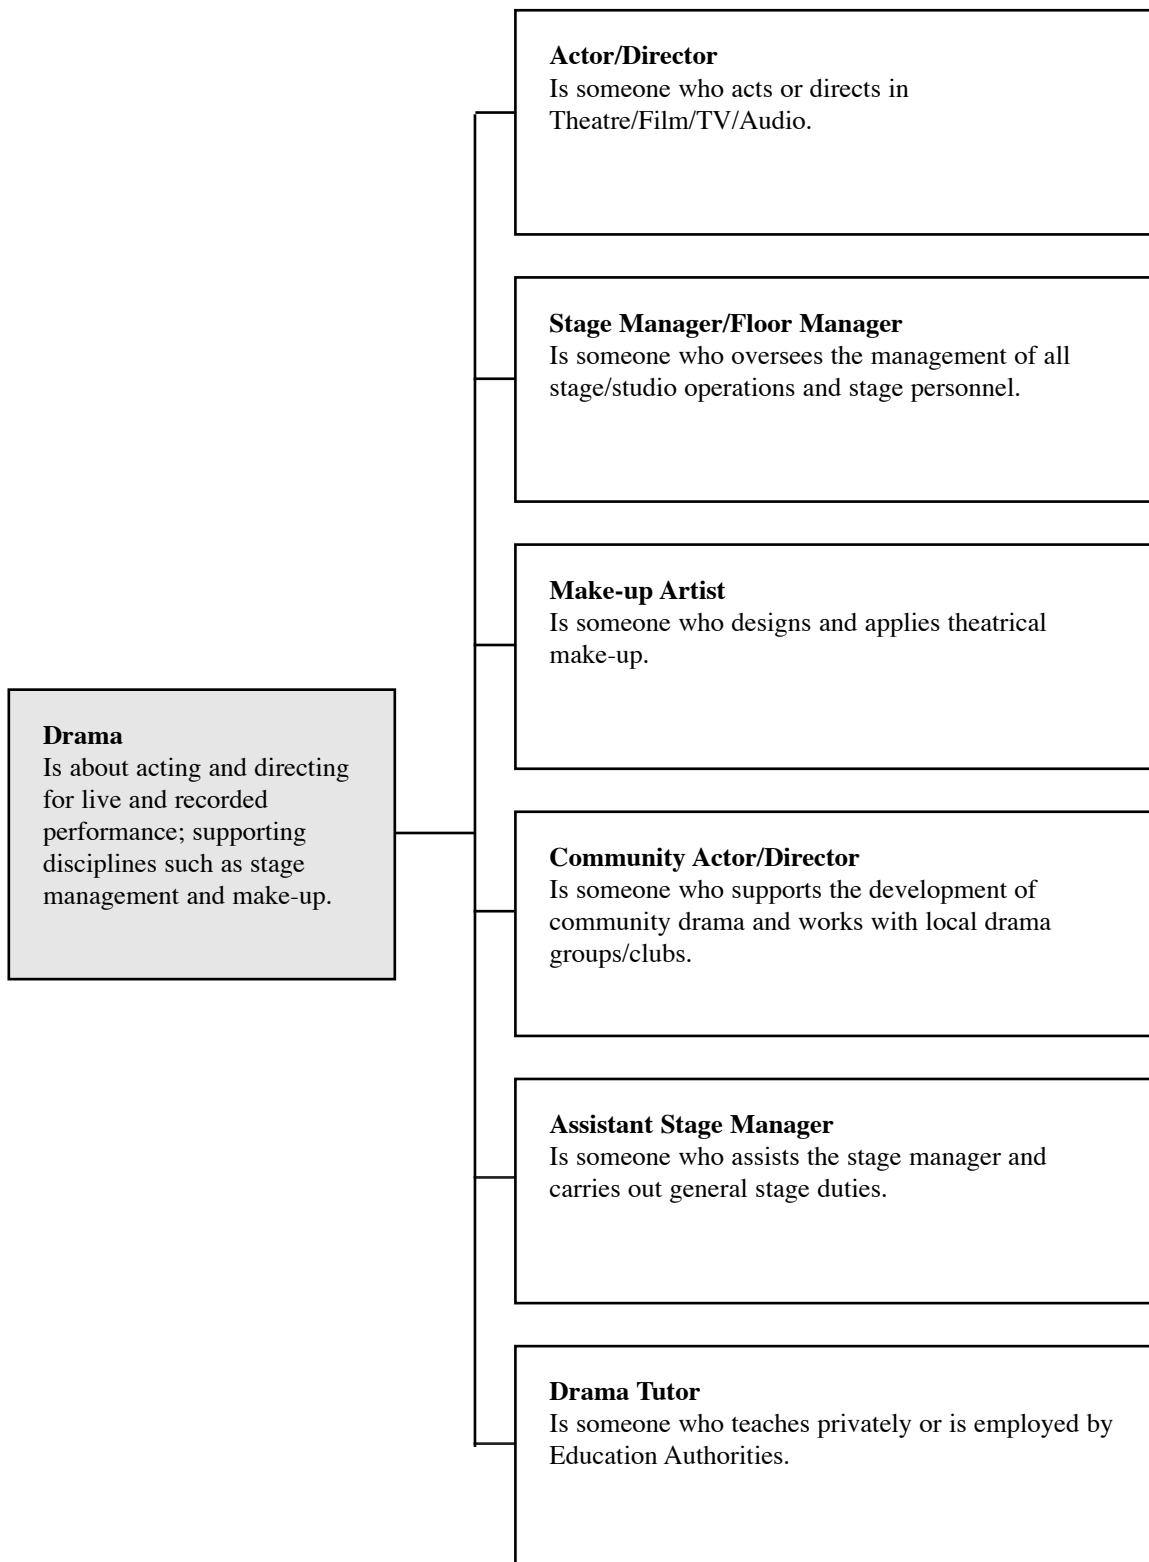 Actor/Director
Is someone who acts or directs in
Theatre/Film/TV/Audio.
Stage Manager/Floor Manager
Is someone who oversees the management of all
stage/studio operations and stage personnel.
Make-up Artist
Is someone who designs and applies theatrical
make-up.
Drama
Is about acting and directing
for live and recorded
performance; supporting
disciplines such as stage
management and make-up.
Community Actor/Director
Is someone who supports the development of
community drama and works with local drama
groups/clubs.
Assistant Stage Manager
Is someone who assists the stage manager and
carries out general stage duties.
Drama Tutor
Is someone who teaches privately or is employed by
Education Authorities.